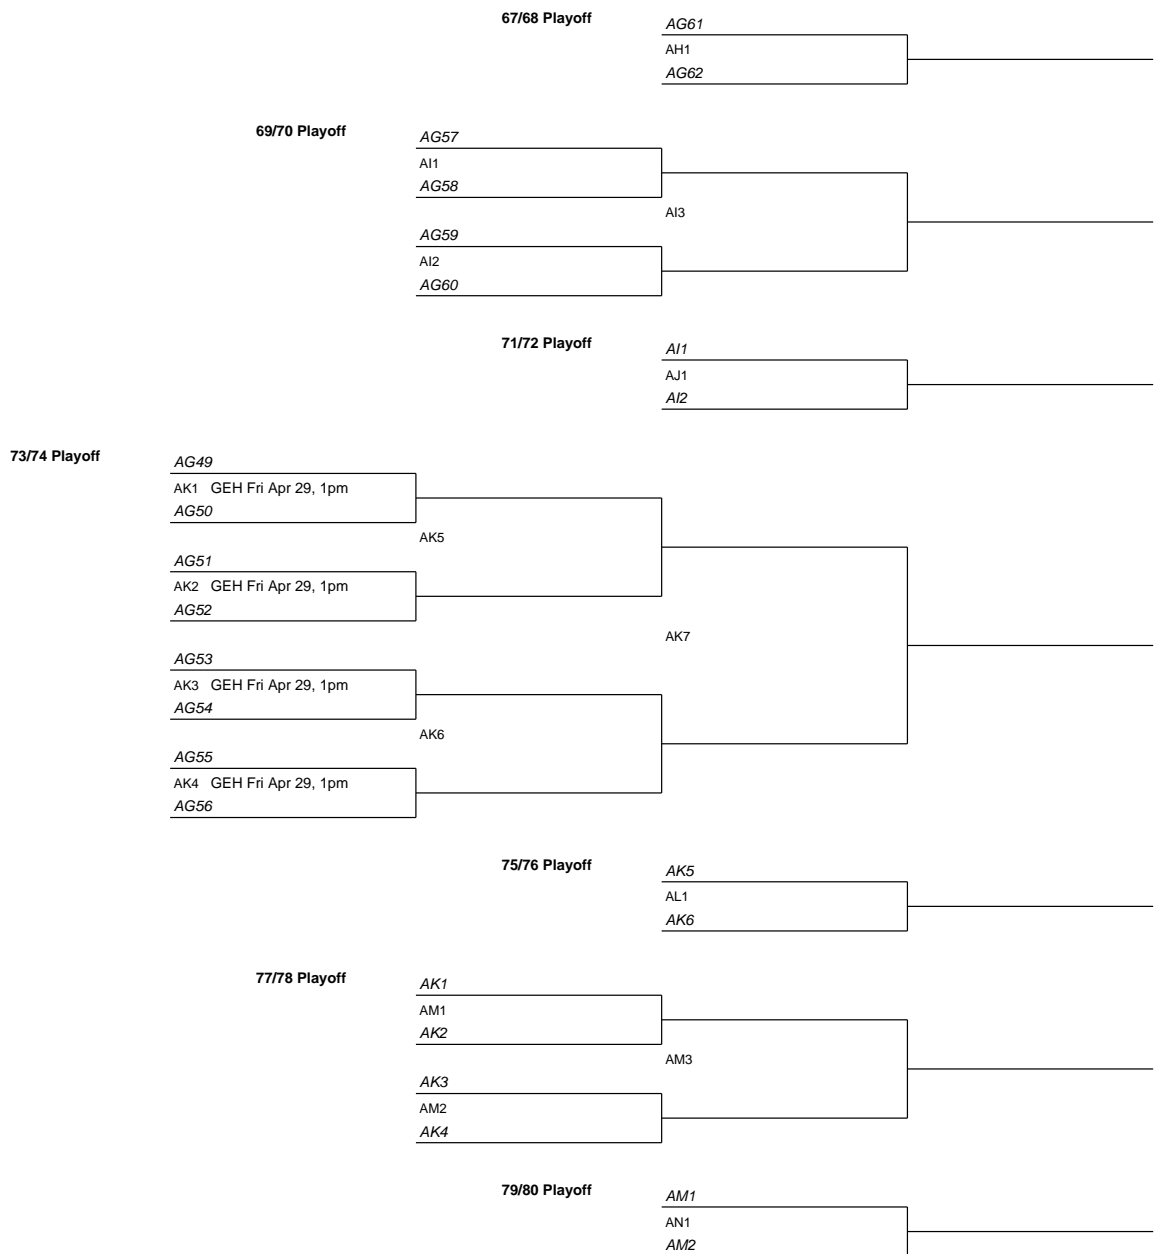 67/68 Playoff
AG61
AH1
AG62
69/70 Playoff
AG57
AI1
AG58
AI3
AG59
AI2
AG60
71/72 Playoff
AI1
AJ1
AI2
73/74 Playoff
AG49
AK1 GEH Fri Apr 29, 1pm
AG50
AK5
AG51
AK2 GEH Fri Apr 29, 1pm
AG52
AK7
AG53
AK3 GEH Fri Apr 29, 1pm
AG54
AK6
AG55
AK4 GEH Fri Apr 29, 1pm
AG56
75/76 Playoff
AK5
AL1
AK6
77/78 Playoff
AK1
AM1
AK2
AM3
AK3
AM2
AK4
79/80 Playoff
AM1
AN1
AM2